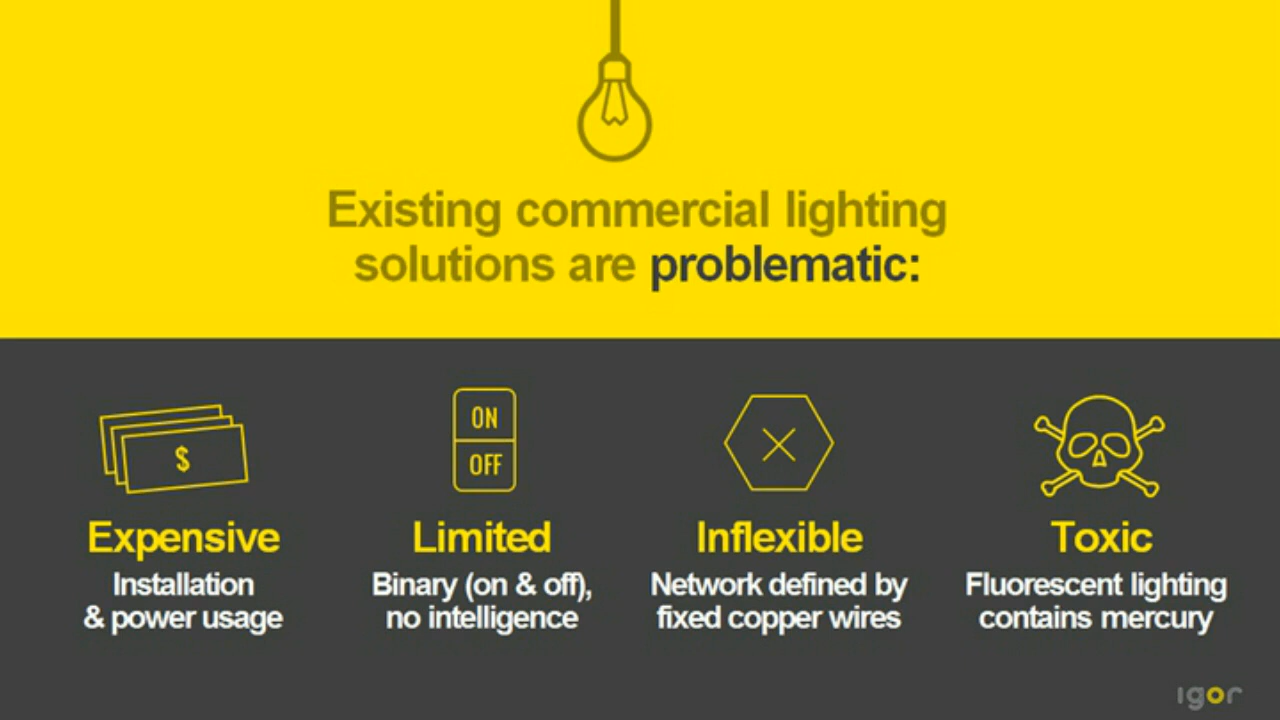 Existing commercial lighting
solutions are problematic:
$
ON
OFF
Expensive
Installation
& power usage
Limited
Binary (on & off),
no intelligence
Inflexible
Network defined by
fixed copper wires
Toxic
Fluorescent lighting
contains mercury
igor